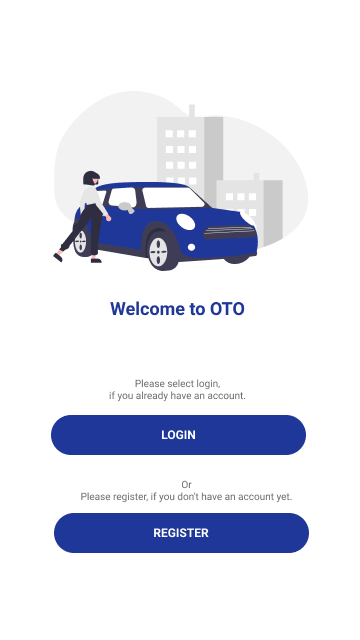 Welcome to OTO
Please select login,
if you already have an account.
LOGIN
Or
Please register, if you don't have an account yet.
REGISTER